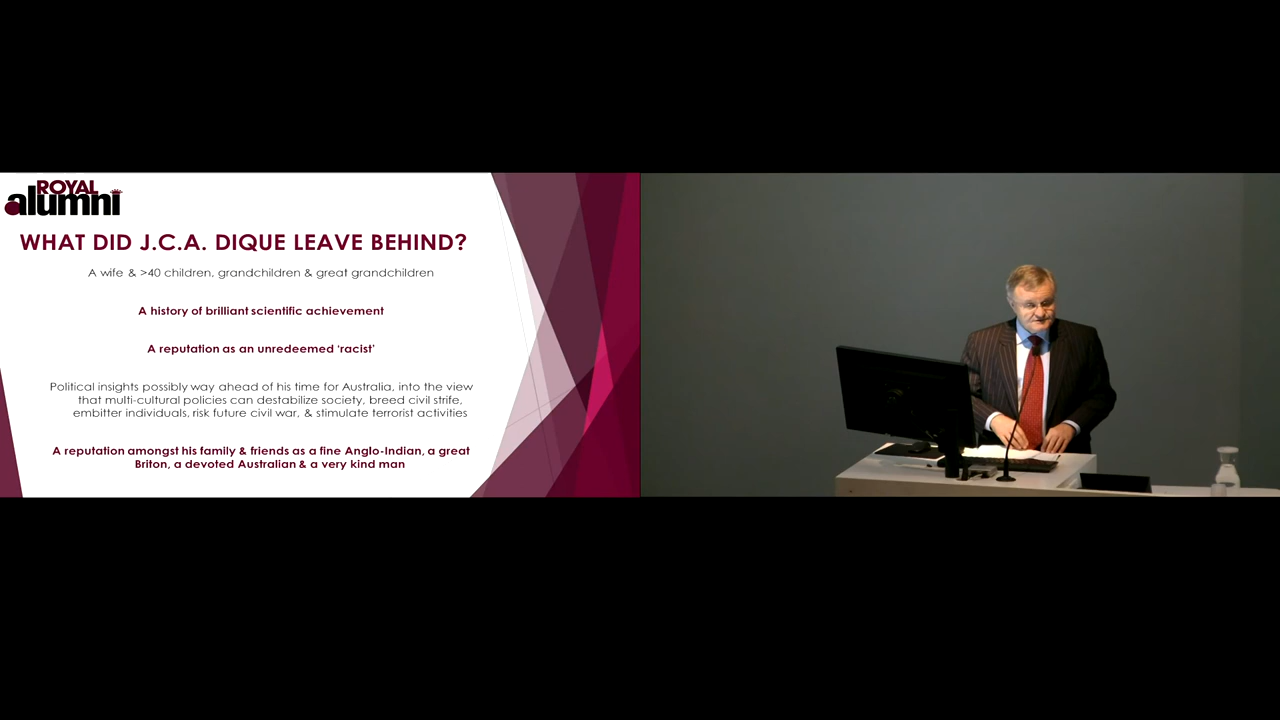 ROYAL
alumni
WHAT DID J.C.A. DIQUE LEAVE BEHIND?
A wife & >40 children, grandchildren & great grandchildren
A history of brilliant scientific achievement
A reputation as an unredeemed ‘racist’
Political insights possibly way ahead of his time for Australia, into the view
that multi-cultural policies can destabilize society, breed civil strife,
embitter individuals, risk future civil war, & stimulate terrorist activities
A reputation amongst his family & friends as a fine Anglo-Indian, a great
Briton, a devoted Australian & a very kind man